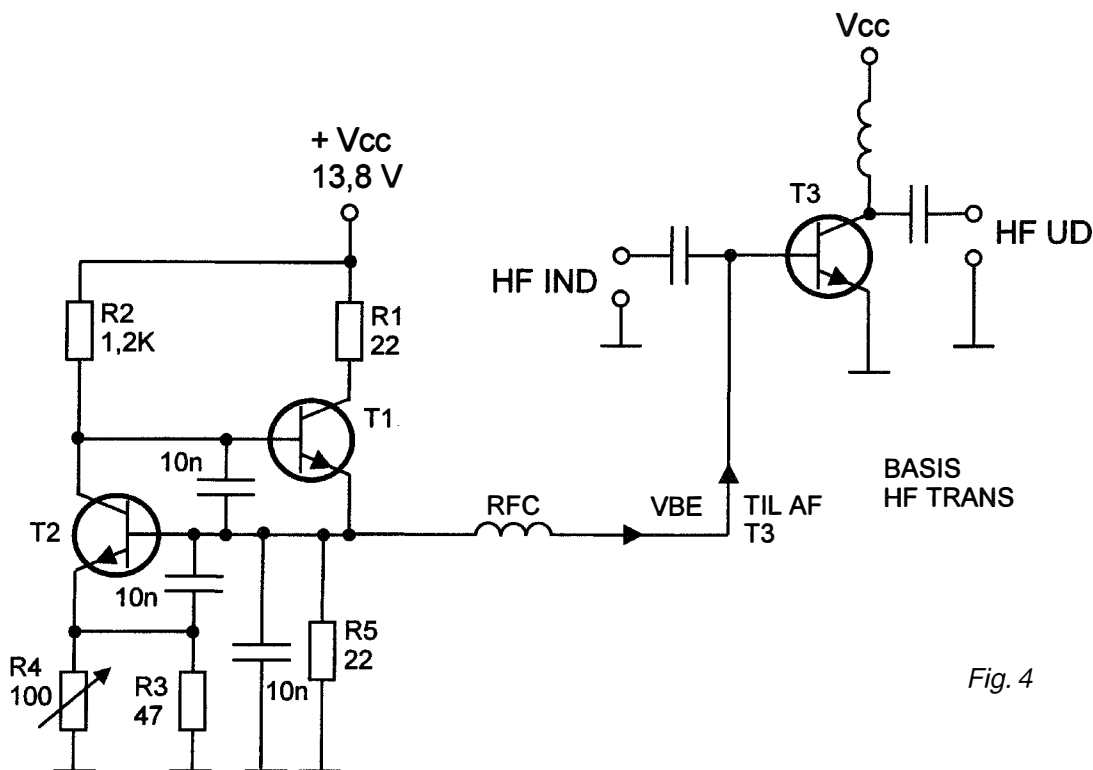 Vcc
+ Vcc
13,8 V
T3
HF IND
HF UD
R2
1,2K
R1
22
T1
10n
BASIS
HF TRANS
RFC
VBE
TIL AF
T3
T2
10n
R5
22
R4
100
R3
47
10n
Fig. 4